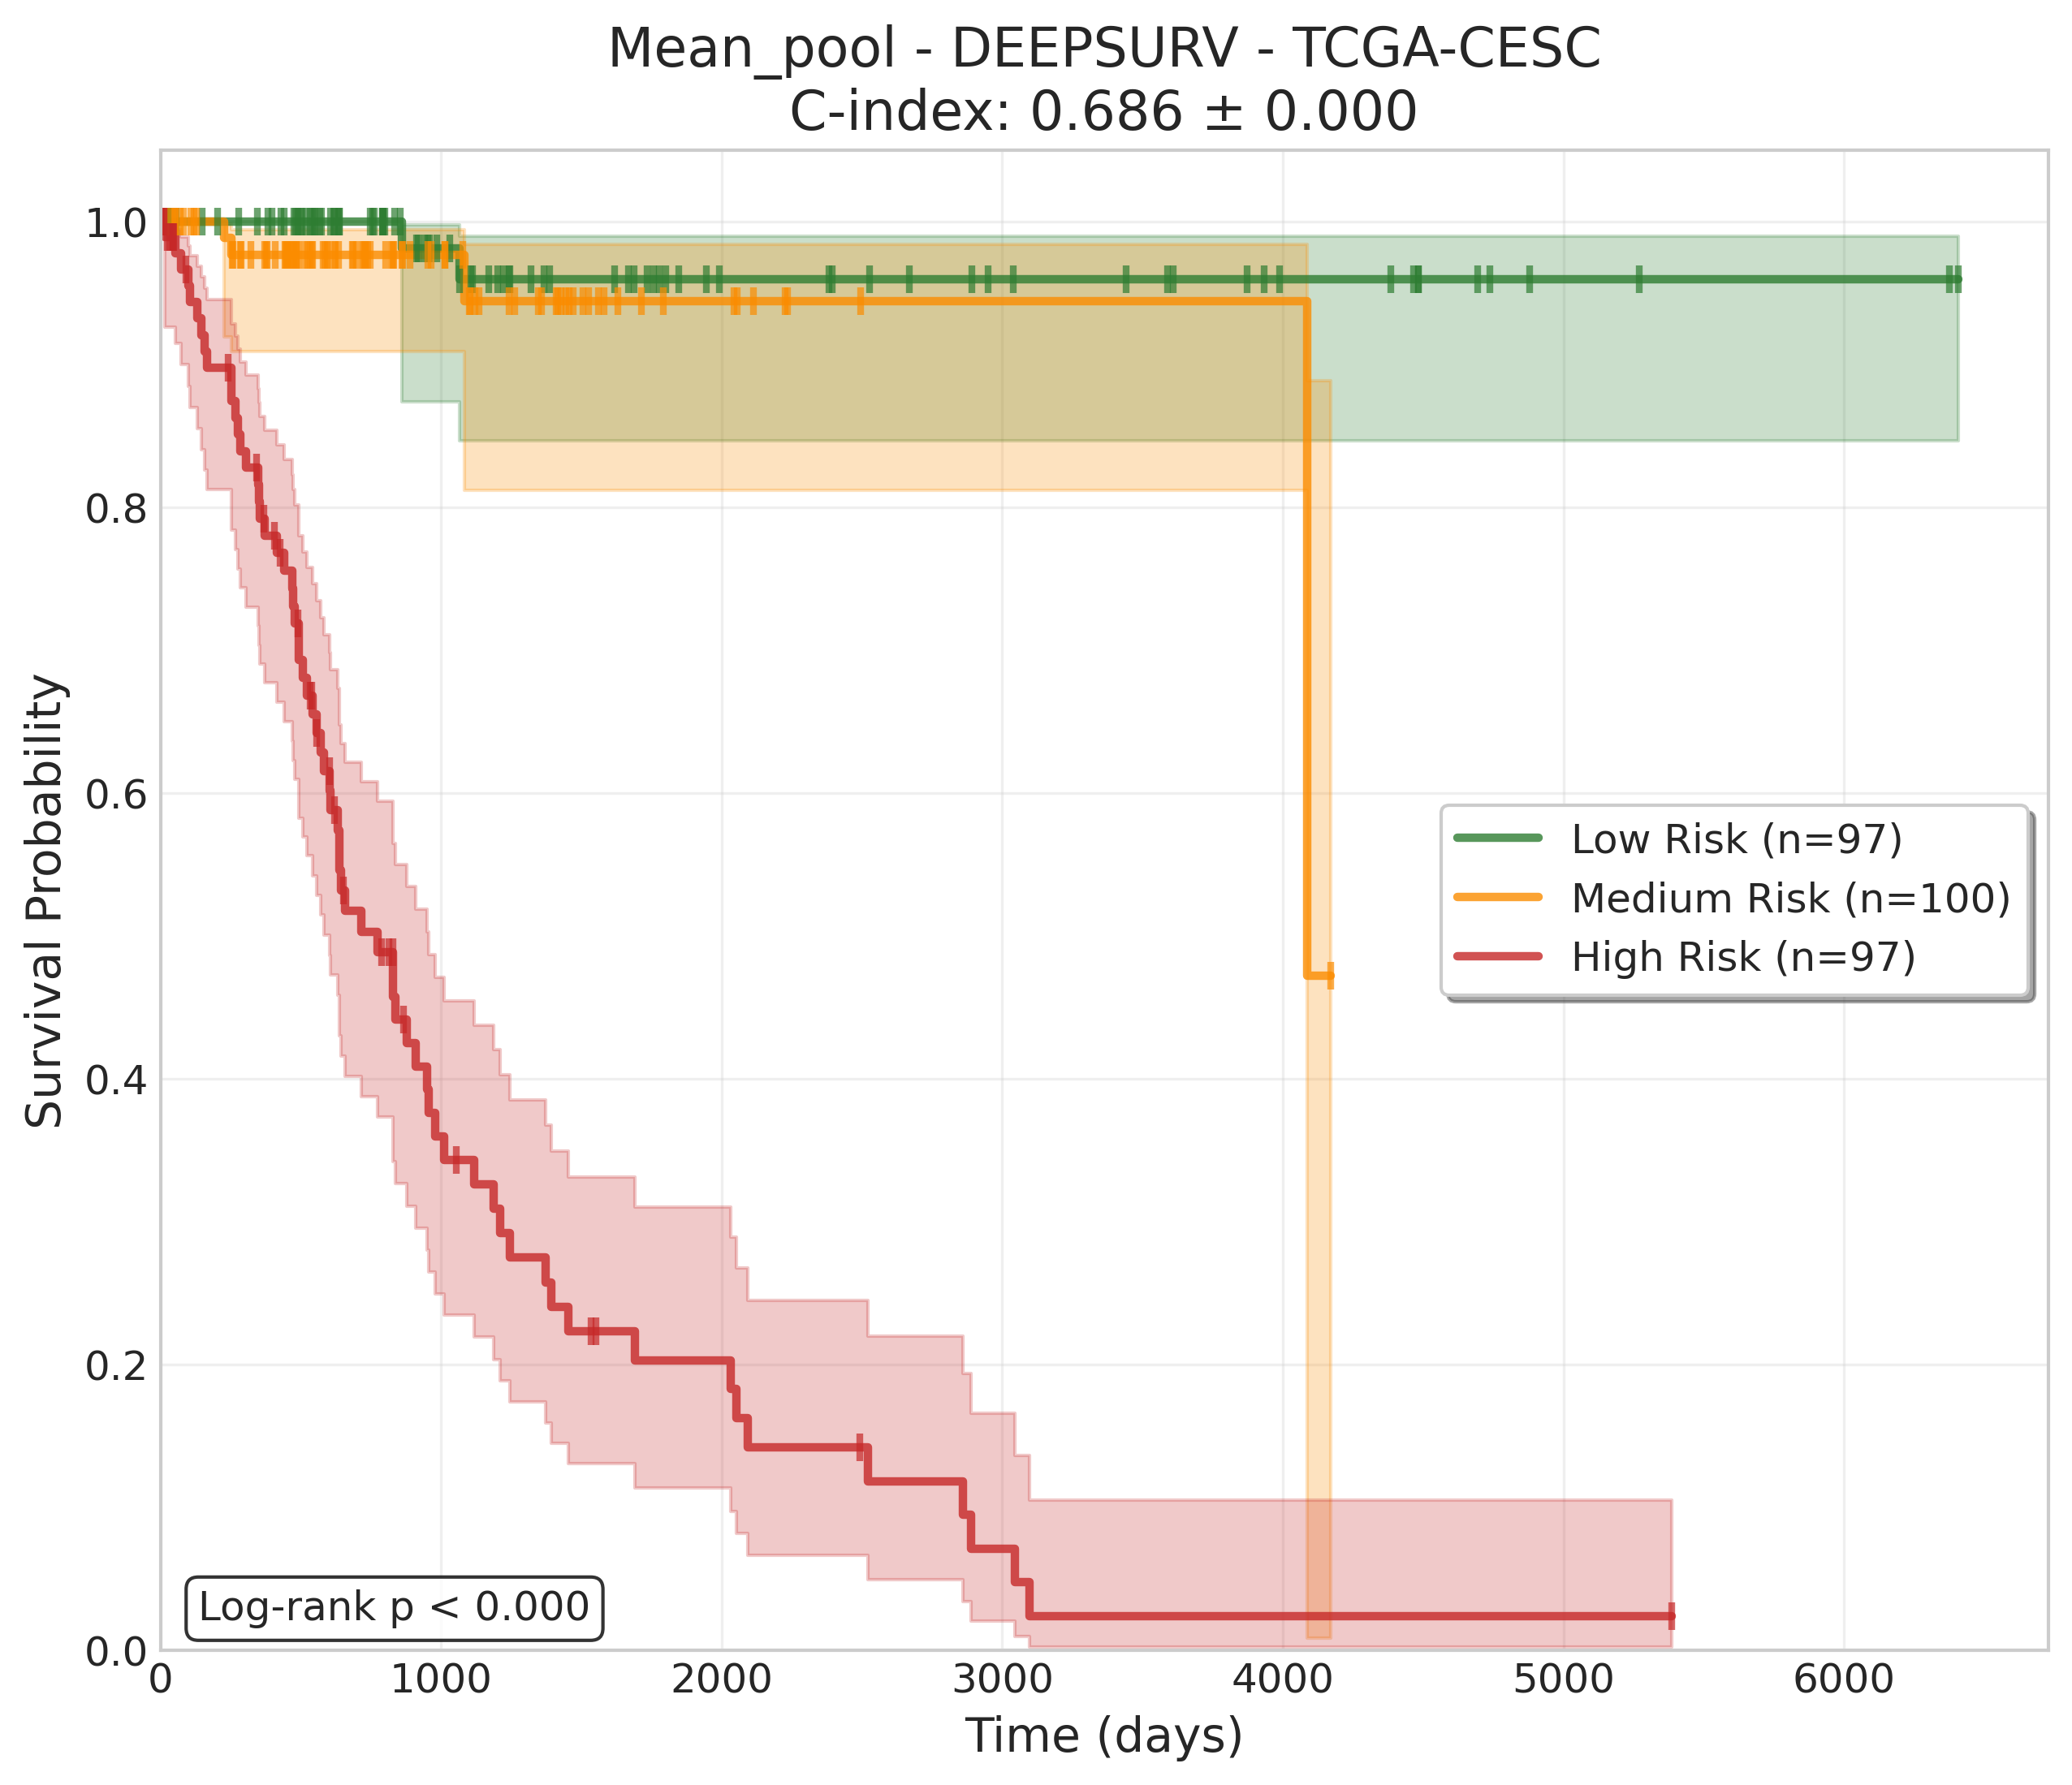 Mean_pool - DEEPSURV - TCGA-CESC
C-index: 0.686 ± 0.000
Survival Probability
1.0
0.8
0.6
0.4
0.2
0.0
Low Risk (n=97)
Medium Risk (n=100)
High Risk (n=97)
Log-rank p < 0.000
0 1000 2000 3000 4000 5000 6000
Time (days)